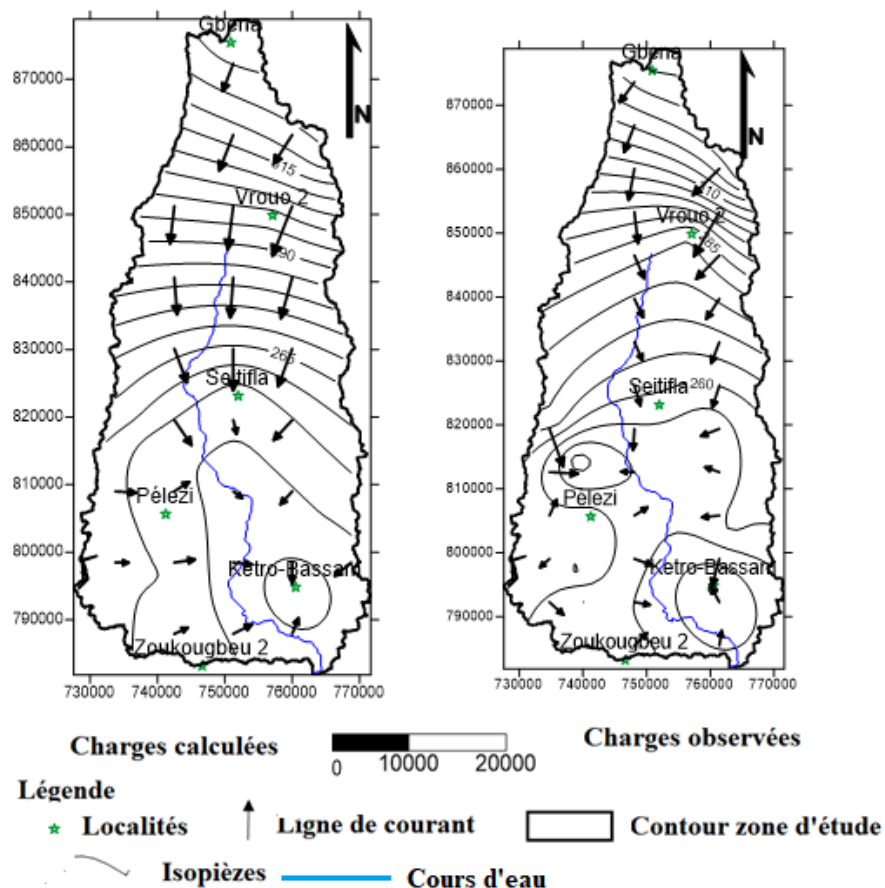 Gbena
870000
N
860000
315
Vrouo 2
850000
290
840000
830000
265
Seitifla
820000
810000
Pélezi
800000
Ketro-Bassam
790000
Zoukougbeu 2
730000 740000 750000 760000 770000
Gbena
870000
N
860000
310
Vrouo 2
850000
285
840000
830000
Seitifla 260
820000
810000
Pelezi
800000
Ketro-Bassam
790000
Zoukougbeu 2
730000 740000 750000 760000 770000
Charges calculées
0 10000 20000
Charges observées
Légende
Localités
Ligne de courant
Contour zone d'étude
Isopièzes
Cours d'eau